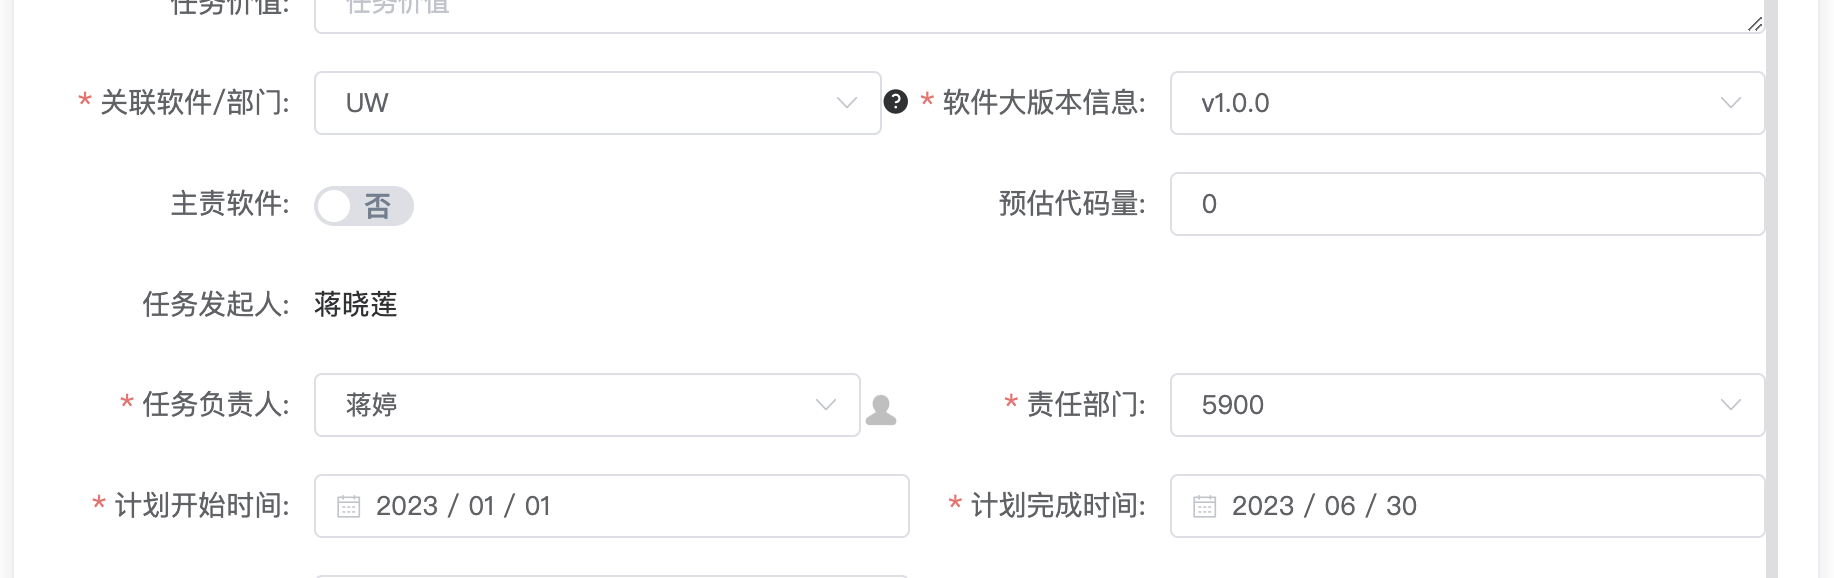 任务价值: 任务价值
* 关联软件/部门: UW ? * 软件大版本信息: v1.0.0
主责软件: 否 预估代码量: 0
任务发起人: 蒋晓莲
* 任务负责人: 蒋婷 * 责任部门: 5900
* 计划开始时间: 2023 / 01 / 01 * 计划完成时间: 2023 / 06 / 30